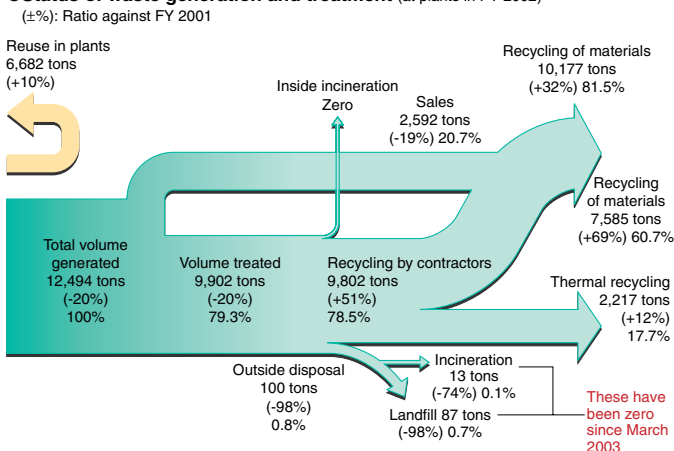 (±%): Ratio against FY 2001
Reuse in plants
6,682 tons
(+10%)
Inside incineration
Zero
Sales
2,592 tons
(-19%) 20.7%
Recycling of materials
10,177 tons
(+32%) 81.5%
Recycling
of materials
7,585 tons
(+69%) 60.7%
Total volume
generated
12,494 tons
(-20%)
100%
Volume treated
9,902 tons
(-20%)
79.3%
Recycling by contractors
9,802 tons
(+51%)
78.5%
Thermal recycling
2,217 tons
(+12%)
17.7%
Outside disposal
100 tons
(-98%)
0.8%
Incineration
13 tons
(-74%) 0.1%
Landfill 87 tons
(-98%) 0.7%
These have
been zero
since March
2003